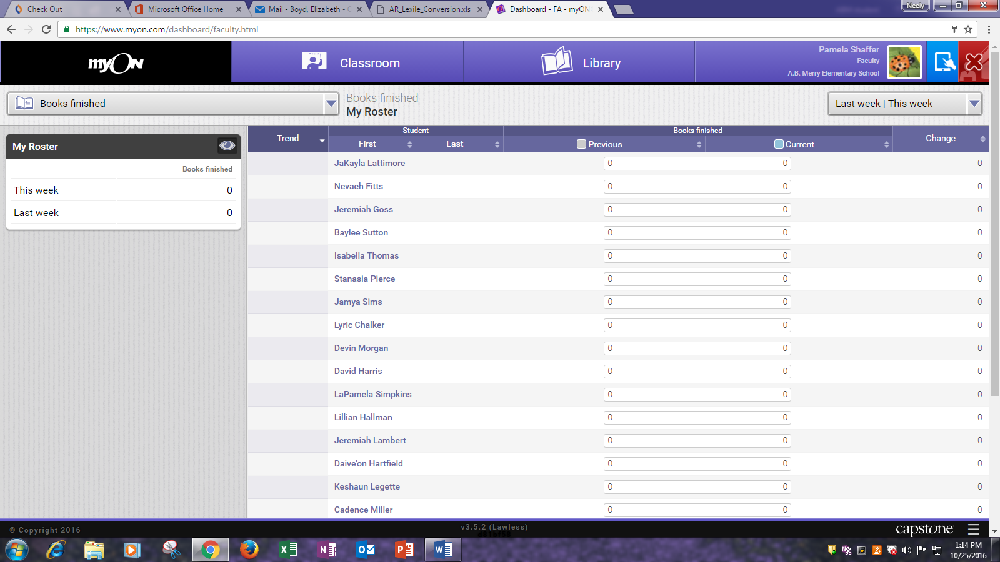 Check Out
Microsoft Office Home
Mail - Boyd, Elizabeth - 
AR_Lexile_Conversion.xls
Dashboard - FA - myON
Neely
https://www.myon.com/dashboard/faculty.html
myON
Classroom
Library
Pamela Shaffer
Faculty
A.B. Merry Elementary School
Books finished
Books finished
My Roster
Last week | This week
My Roster
Books finished
This week 0
Last week 0
Trend Student Books finished Change
First Last Previous Current
JaKayla Lattimore 0 0 0
Nevaeh Fitts 0 0 0
Jeremiah Goss 0 0 0
Baylee Sutton 0 0 0
Isabella Thomas 0 0 0
Stanasia Pierce 0 0 0
Jamya Sims 0 0 0
Lyric Chalker 0 0 0
Devin Morgan 0 0 0
David Harris 0 0 0
LaPamela Simpkins 0 0 0
Lillian Hallman 0 0 0
Jeremiah Lambert 0 0 0
Daive'on Hartfield 0 0 0
Keshaun Legette 0 0 0
Cadence Miller 0 0 0
© Copyright 2016
v3.5.2 (Lawless)
capstone
1:14 PM
10/25/2016